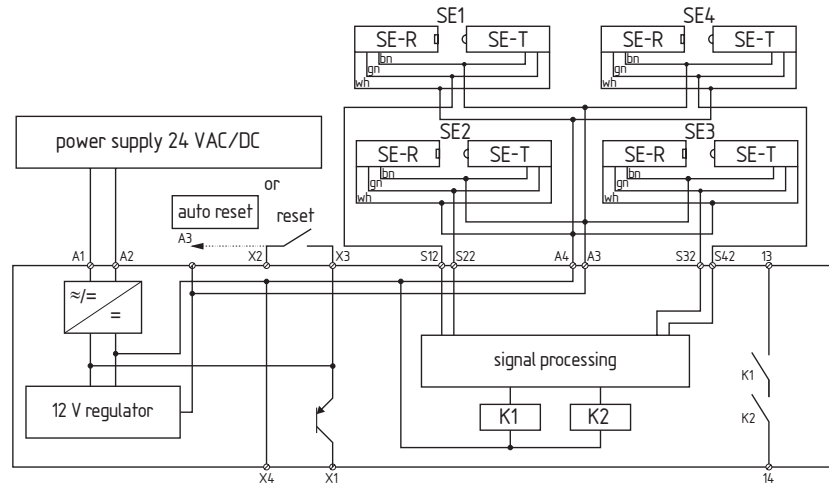 SE1 SE4
SE-R SE-T SE-R SE-T
bn bn
gn gn
wh wh
power supply 24 VAC/DC
SE2 SE3
SE-R SE-T SE-R SE-T
bn bn
gn gn
wh wh
or
auto reset reset
A3
A1 A2 X2 X3 S12 S22 A4 A3 S32 S42 13
≈/=
=
signal processing
K1
12 V regulator K1 K2
K2
X4 X1 14